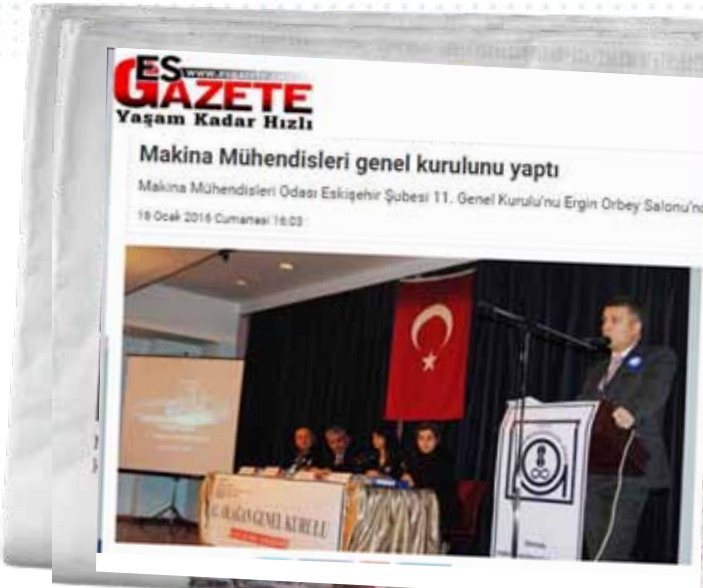 ES
www.esgazete.com
GAZETE
Yaşam Kadar Hızlı
Makina Mühendisleri genel kurulunu yaptı
Makina Mühendisleri Odası Eskişehir Şubesi 11. Genel Kurulu'nu Ergin Orbey Salonu'n
16 Ocak 2016 Cumartesi 16:03
OLAĞAN GENEL KURULU